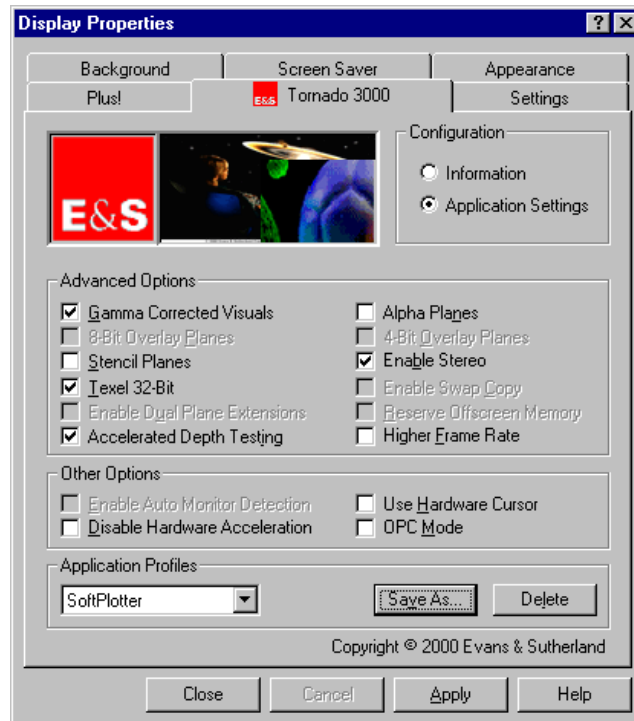 Display Properties
Background Screen Saver Appearance
Plus! E&S Tornado 3000 Settings
E&S
Configuration
Information
Application Settings
Advanced Options
Gamma Corrected Visuals Alpha Planes
8-Bit Overlay Planes 4-Bit Overlay Planes
Stencil Planes Enable Stereo
Texel 32-Bit Enable Swap Copy
Enable Dual Plane Extensions Reserve Offscreen Memory
Accelerated Depth Testing Higher Frame Rate
Other Options
Enable Auto Monitor Detection Use Hardware Cursor
Disable Hardware Acceleration OPC Mode
Application Profiles
SoftPlotter Save As... Delete
Copyright © 2000 Evans & Sutherland
Close Cancel Apply Help